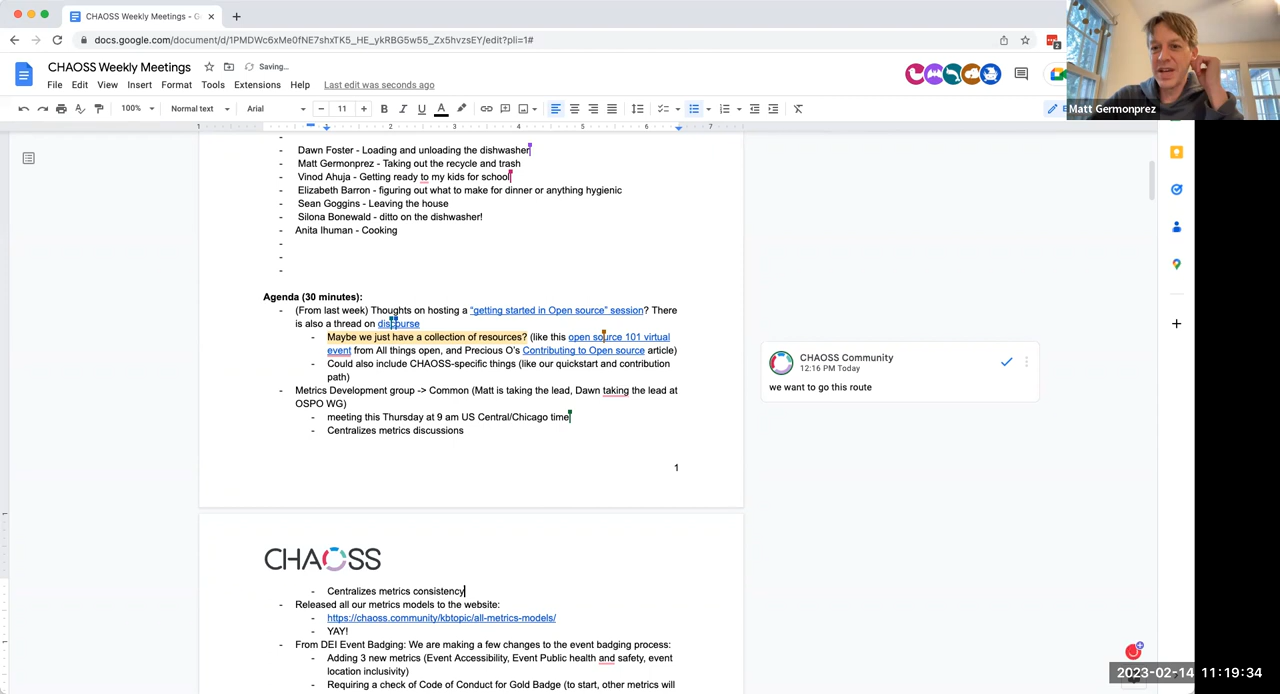 CHAOSS Weekly Meetings - G
docs.google.com/document/d/1PMDWc6xMe0fNE7shxTK5_HE_ykRBG5w55_Zx5hvzsEY/edit?pli=1#
2
CHAOSS Weekly Meetings
Saving...
File Edit View Insert Format Tools Extensions Help Last edit was seconds ago
100% Normal text Arial 11
Matt Germonprez
1 1 2 3 4 5 6 7
-
- Dawn Foster - Loading and unloading the dishwasher
- Matt Germonprez - Taking out the recycle and trash
- Vinod Ahuja - Getting ready to my kids for school
- Elizabeth Barron - figuring out what to make for dinner or anything hygienic
- Sean Goggins - Leaving the house
- Silona Bonewald - ditto on the dishwasher!
- Anita Ihuman - Cooking
-
-
-
Agenda (30 minutes):
- (From last week) Thoughts on hosting a “getting started in Open source” session? There
is also a thread on discourse
- Maybe we just have a collection of resources? (like this open source 101 virtual
event from All things open, and Precious O’s Contributing to Open source article)
- Could also include CHAOSS-specific things (like our quickstart and contribution
path)
- Metrics Development group -> Common (Matt is taking the lead, Dawn taking the lead at
OSPO WG)
- meeting this Thursday at 9 am US Central/Chicago time
- Centralizes metrics discussions
1
CHAOSS Community
12:16 PM Today
we want to go this route
CHAOSS
- Centralizes metrics consistency
- Released all our metrics models to the website:
- https://chaoss.community/kbtopic/all-metrics-models/
- YAY!
- From DEI Event Badging: We are making a few changes to the event badging process:
- Adding 3 new metrics (Event Accessibility, Event Public health and safety, event
location inclusivity)
- Requiring a check of Code of Conduct for Gold Badge (to start, other metrics will
2023-02-14 11:19:34